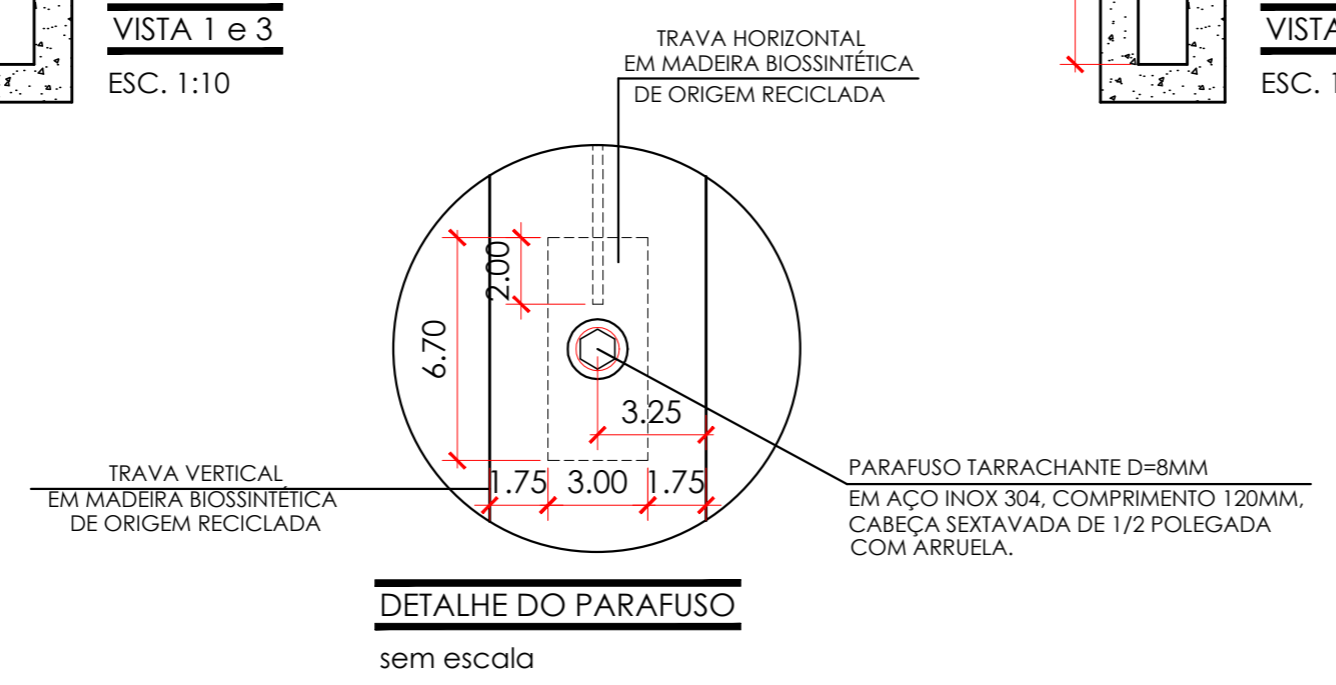 VISTA 1 e 3
ESC. 1:10
TRAVA HORIZONTAL
EM MADEIRA BIOSSINTÉTICA
DE ORIGEM RECICLADA
VISTA
ESC. 1
2.00
6.70
3.25
1.75 3.00 1.75
TRAVA VERTICAL
EM MADEIRA BIOSSINTÉTICA
DE ORIGEM RECICLADA
PARAFUSO TARRACHANTE D=8MM
EM AÇO INOX 304, COMPRIMENTO 120MM,
CABEÇA SEXTAVADA DE 1/2 POLEGADA
COM ARRUELA.
DETALHE DO PARAFUSO
sem escala